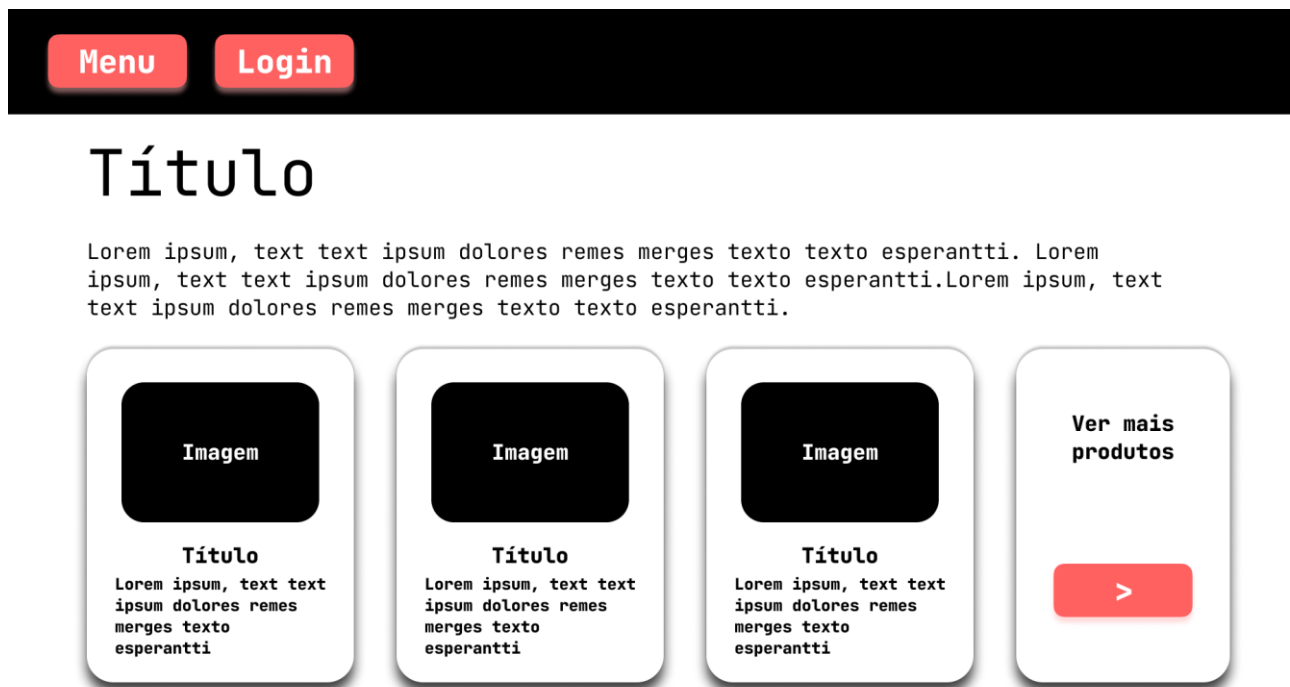 Menu
Login
Título
Lorem ipsum, text text ipsum dolores remes merges texto texto esperantti. Lorem
ipsum, text text ipsum dolores remes merges texto texto esperantti.Lorem ipsum, text
text ipsum dolores remes merges texto texto esperantti.
Imagem
Título
Lorem ipsum, text text
ipsum dolores remes
merges texto
esperantti
Imagem
Título
Lorem ipsum, text text
ipsum dolores remes
merges texto
esperantti
Imagem
Título
Lorem ipsum, text text
ipsum dolores remes
merges texto
esperantti
Ver mais
produtos
>